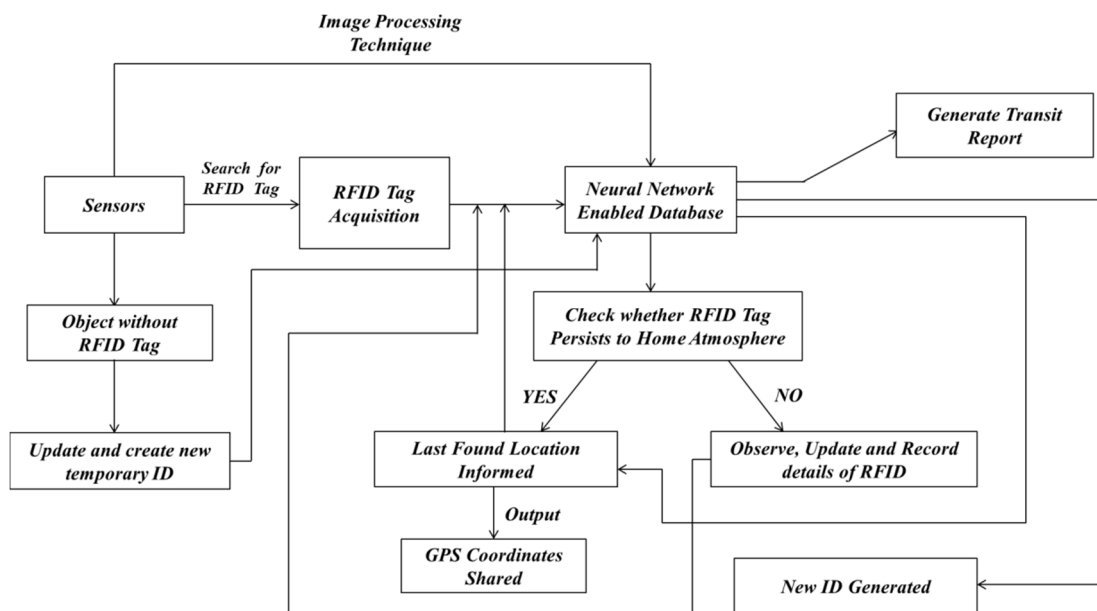 Image Processing
Technique
Generate Transit
Report
Search for
RFID Tag
Sensors
RFID Tag
Acquisition
Neural Network
Enabled Database
Object without
RFID Tag
Check whether RFID Tag
Persists to Home Atmosphere
YES
NO
Update and create new
temporary ID
Last Found Location
Informed
Observe, Update and Record
details of RFID
Output
GPS Coordinates
Shared
New ID Generated